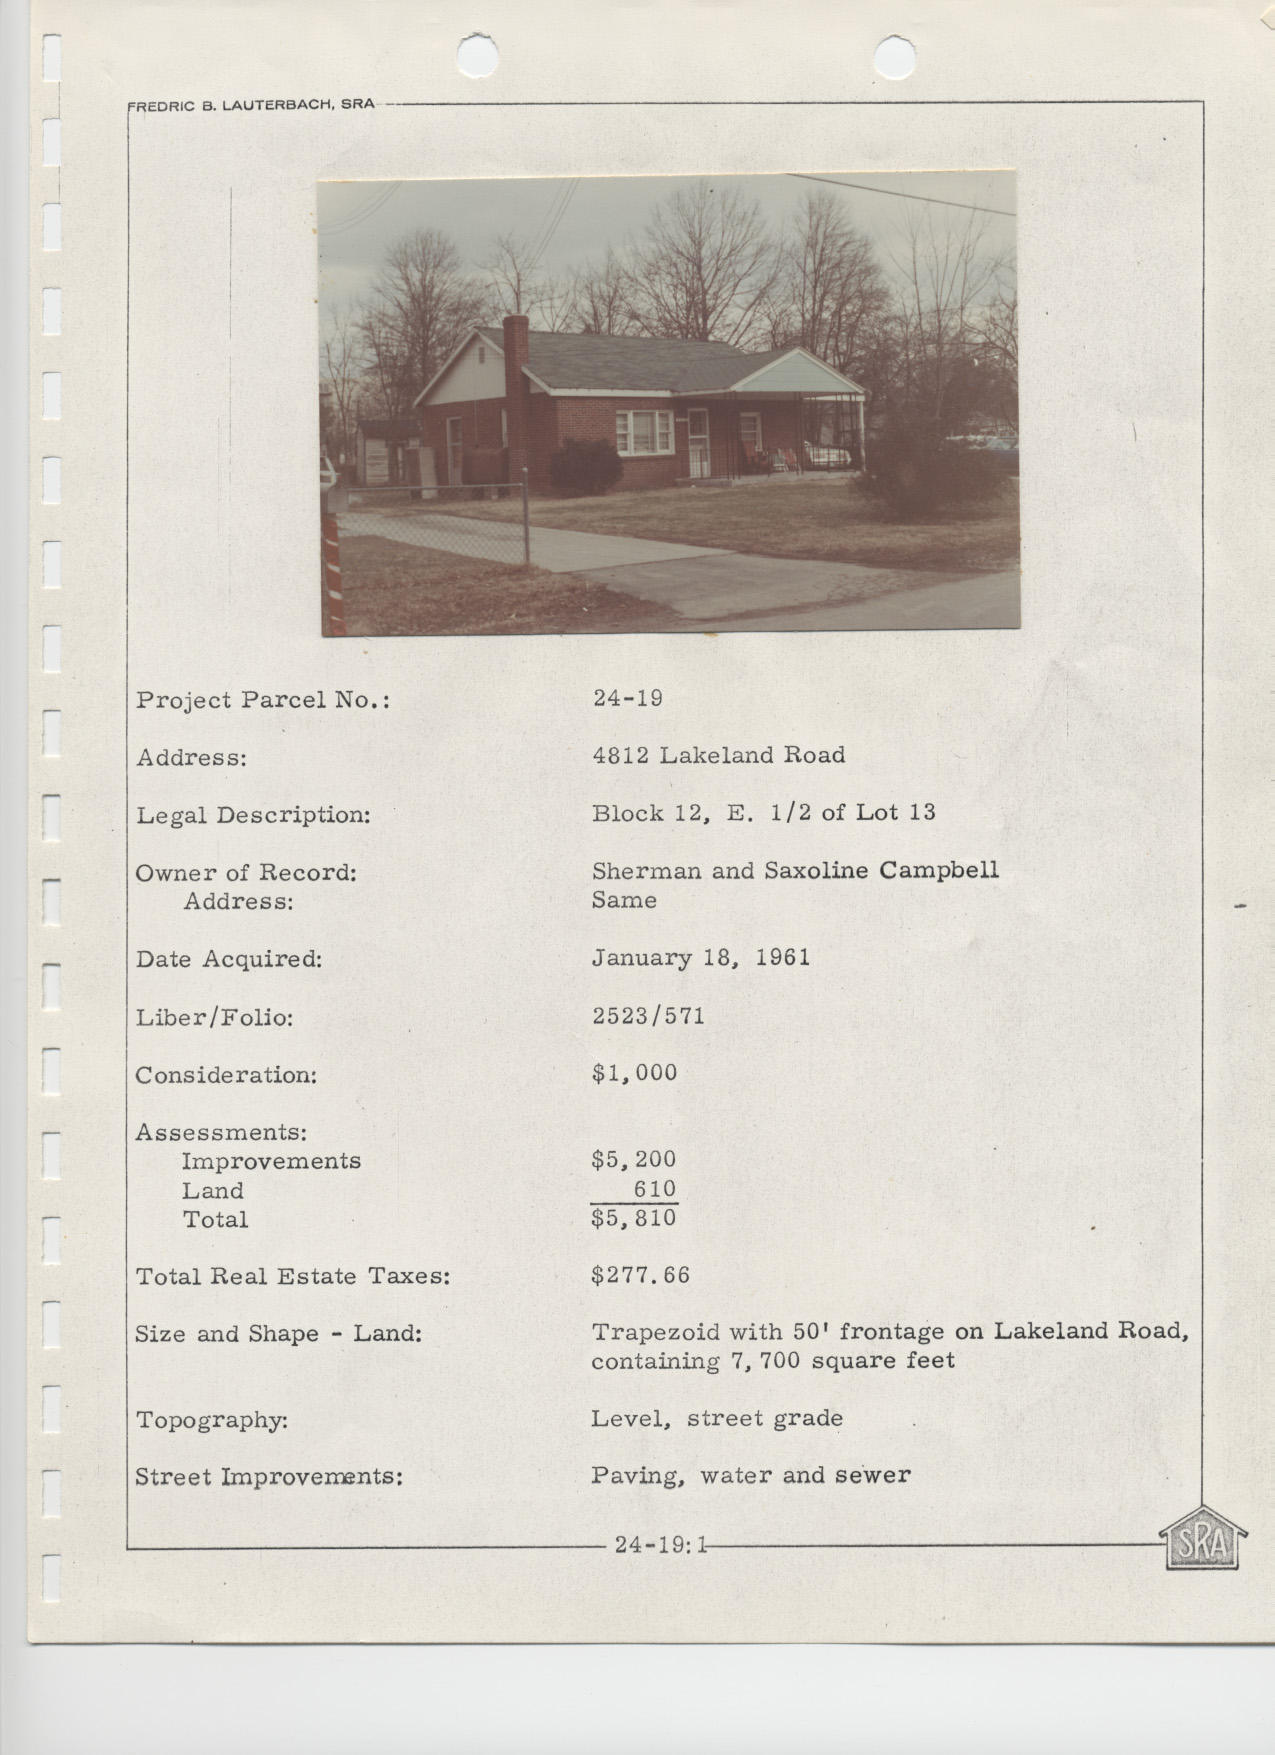 FREDRIC B. LAUTERBACH, SRA
Project Parcel No.: 24-19
Address: 4812 Lakeland Road
Legal Description: Block 12, E. 1/2 of Lot 13
Owner of Record: Sherman and Saxoline Campbell
Address: Same
Date Acquired: January 18, 1961
Liber/Folio: 2523/571
Consideration: $1,000
Assessments:
Improvements $5,200
Land 610
Total $5,810
Total Real Estate Taxes: $277.66
Size and Shape - Land: Trapezoid with 50' frontage on Lakeland Road,
containing 7,700 square feet
Topography: Level, street grade
Street Improvements: Paving, water and sewer
24-19:1
SRA